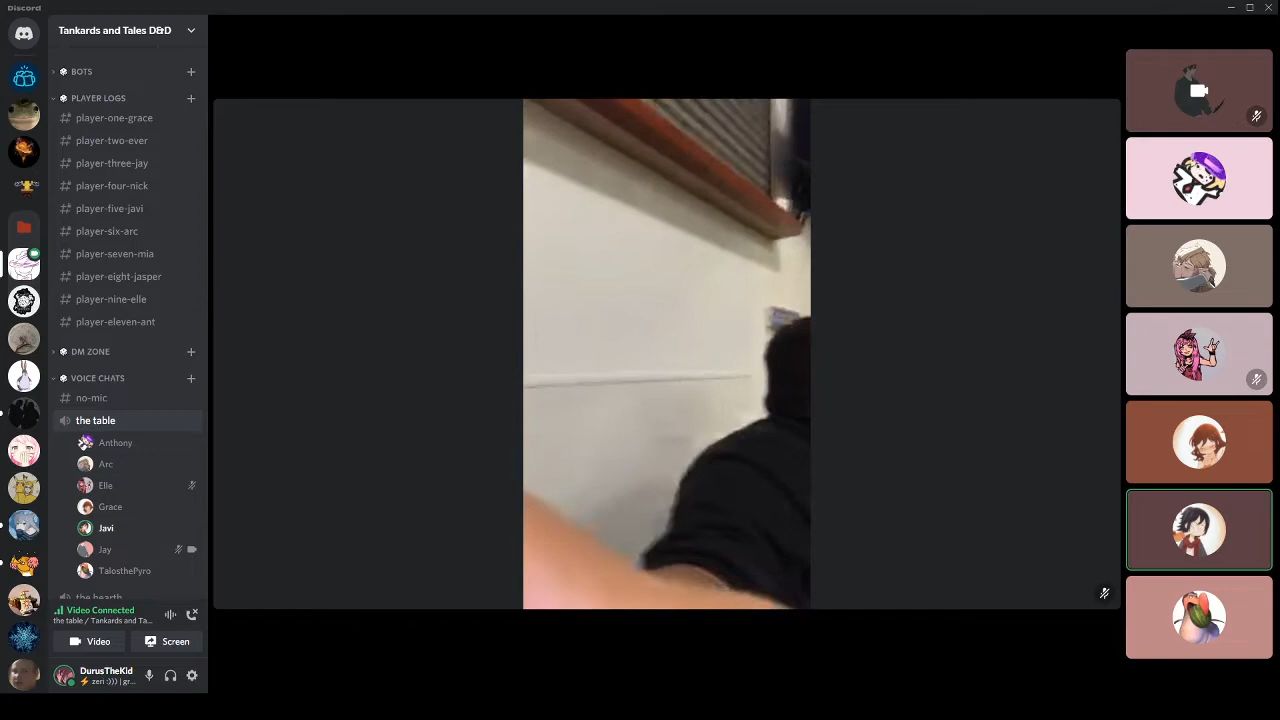 Discord
Tankards and Tales D&D
BOTS
PLAYER LOGS
player-one-grace
player-two-ever
player-three-jay
player-four-nick
player-five-javi
player-six-arc
player-seven-mia
player-eight-jasper
player-nine-elle
player-eleven-ant
DM ZONE
VOICE CHATS
no-mic
the table
Anthony
Arc
Elle
Grace
Javi
Jay
TalosthePyro
the hearth
Video Connected
the table / Tankards and Ta...
Video
Screen
DurusTheKid
⚡ zeri :))) | gr...